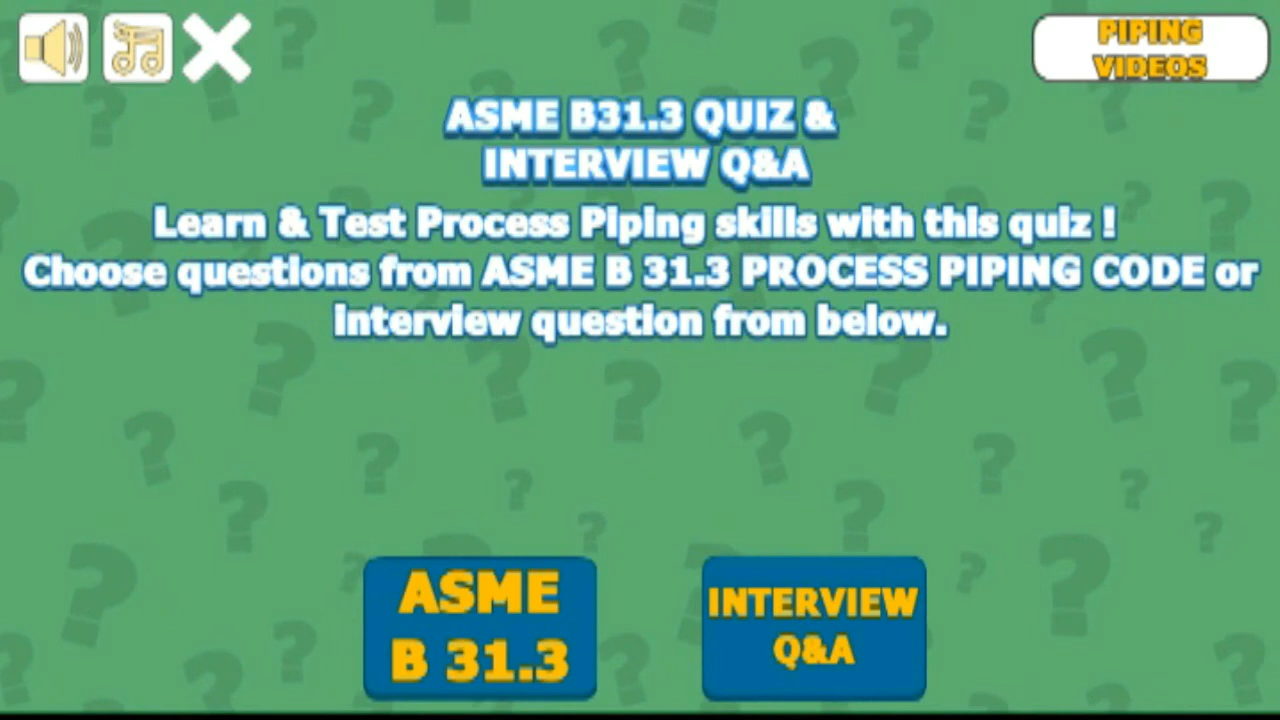 PIPING
VIDEOS
ASME B31.3 QUIZ &
INTERVIEW Q&A
Learn & Test Process Piping skills with this quiz !
Choose questions from ASME B 31.3 PROCESS PIPING CODE or
interview question from below.
ASME
B 31.3
INTERVIEW
Q&A